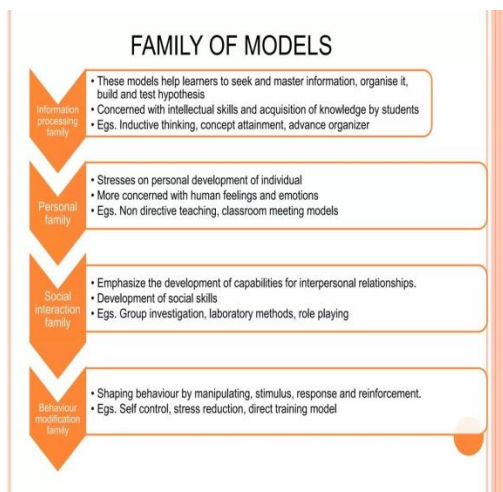 FAMILY OF MODELS
Information
processing
family
• These models help learners to seek and master information, organise it,
build and test hypothesis
• Concerned with intellectual skills and acquisition of knowledge by students
• Egs. Inductive thinking, concept attainment, advance organizer
Personal
family
• Stresses on personal development of individual
• More concerned with human feelings and emotions
• Egs. Non directive teaching, classroom meeting models
Social
interaction
family
• Emphasize the development of capabilities for interpersonal relationships.
• Development of social skills
• Egs. Group investigation, laboratory methods, role playing
Behaviour
modification
family
• Shaping behaviour by manipulating, stimulus, response and reinforcement.
• Egs. Self control, stress reduction, direct training model